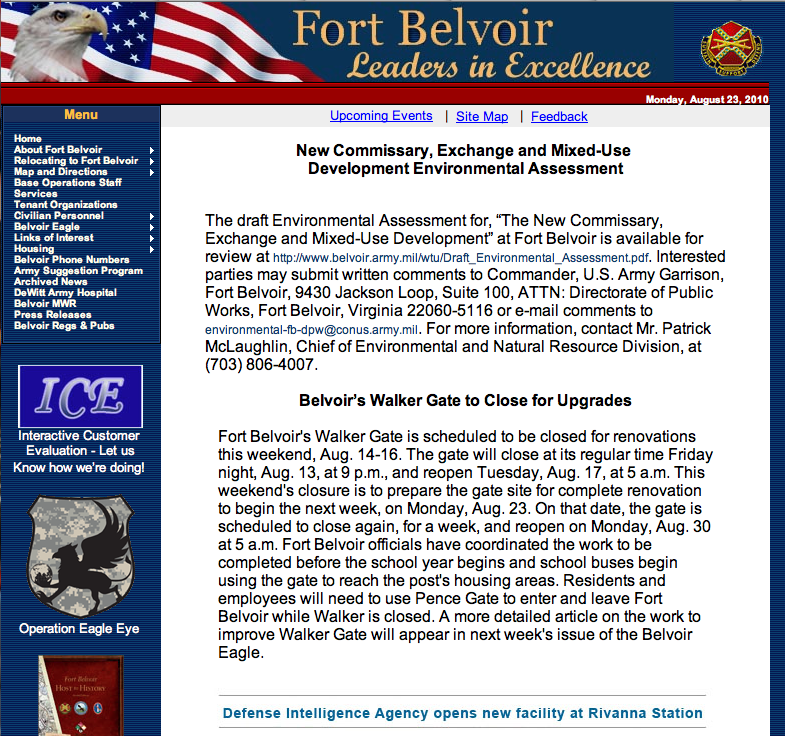 Fort Belvoir
Leaders in Excellence
Monday, August 23, 2010
Menu
Home
About Fort Belvoir
Relocating to Fort Belvoir
Map and Directions
Base Operations Staff
Services
Tenant Organizations
Civilian Personnel
Belvoir Eagle
Links of Interest
Housing
Belvoir Phone Numbers
Army Suggestion Program
Archived News
DeWitt Army Hospital
Belvoir MWR
Press Releases
Belvoir Regs & Pubs
ICE
Interactive Customer
Evaluation - Let us
Know how we're doing!
Operation Eagle Eye
Fort Belvoir
Host to History
Upcoming Events | Site Map | Feedback
New Commissary, Exchange and Mixed-Use
Development Environmental Assessment
The draft Environmental Assessment for, “The New Commissary,
Exchange and Mixed-Use Development” at Fort Belvoir is available for
review at http://www.belvoir.army.mil/wtu/Draft_Environmental_Assessment.pdf. Interested
parties may submit written comments to Commander, U.S. Army Garrison,
Fort Belvoir, 9430 Jackson Loop, Suite 100, ATTN: Directorate of Public
Works, Fort Belvoir, Virginia 22060-5116 or e-mail comments to
environmental-fb-dpw@conus.army.mil. For more information, contact Mr. Patrick
McLaughlin, Chief of Environmental and Natural Resource Division, at
(703) 806-4007.
Belvoir’s Walker Gate to Close for Upgrades
Fort Belvoir's Walker Gate is scheduled to be closed for renovations
this weekend, Aug. 14-16. The gate will close at its regular time Friday
night, Aug. 13, at 9 p.m., and reopen Tuesday, Aug. 17, at 5 a.m. This
weekend's closure is to prepare the gate site for complete renovation
to begin the next week, on Monday, Aug. 23. On that date, the gate is
scheduled to close again, for a week, and reopen on Monday, Aug. 30
at 5 a.m. Fort Belvoir officials have coordinated the work to be
completed before the school year begins and school buses begin
using the gate to reach the post's housing areas. Residents and
employees will need to use Pence Gate to enter and leave Fort
Belvoir while Walker is closed. A more detailed article on the work to
improve Walker Gate will appear in next week's issue of the Belvoir
Eagle.
Defense Intelligence Agency opens new facility at Rivanna Station